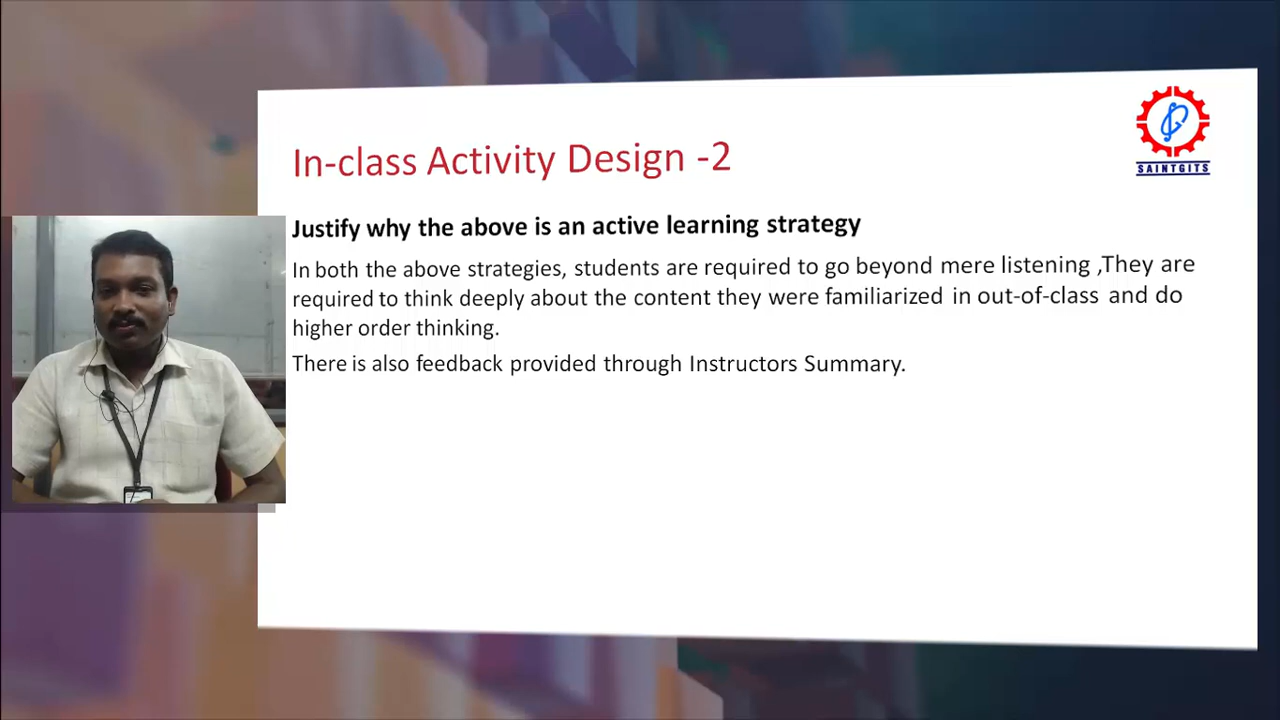 SAINTGITS
In-class Activity Design -2
Justify why the above is an active learning strategy
In both the above strategies, students are required to go beyond mere listening ,They are
required to think deeply about the content they were familiarized in out-of-class and do
higher order thinking.
There is also feedback provided through Instructors Summary.